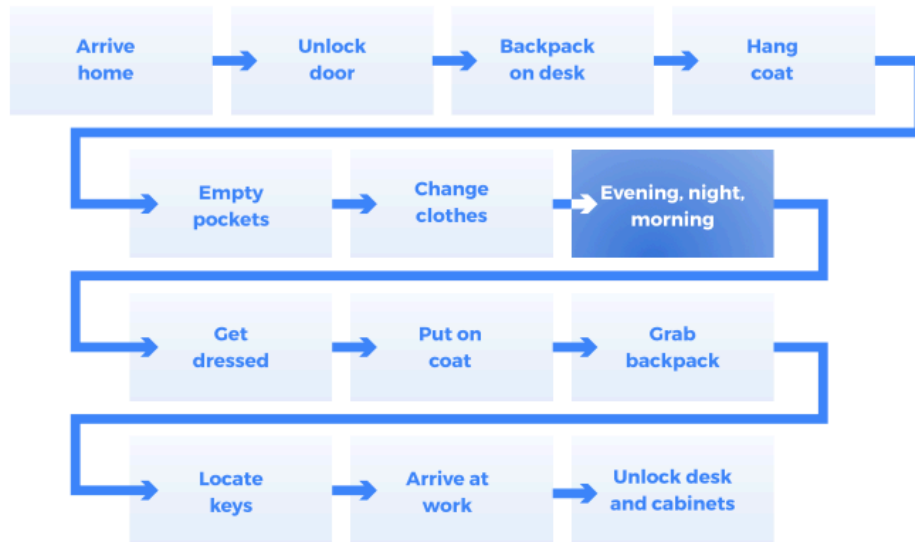 Arrive
home
Unlock
door
Backpack
on desk
Hang
coat
Empty
pockets
Change
clothes
Evening, night,
morning
Get
dressed
Put on
coat
Grab
backpack
Locate
keys
Arrive at
work
Unlock desk
and cabinets